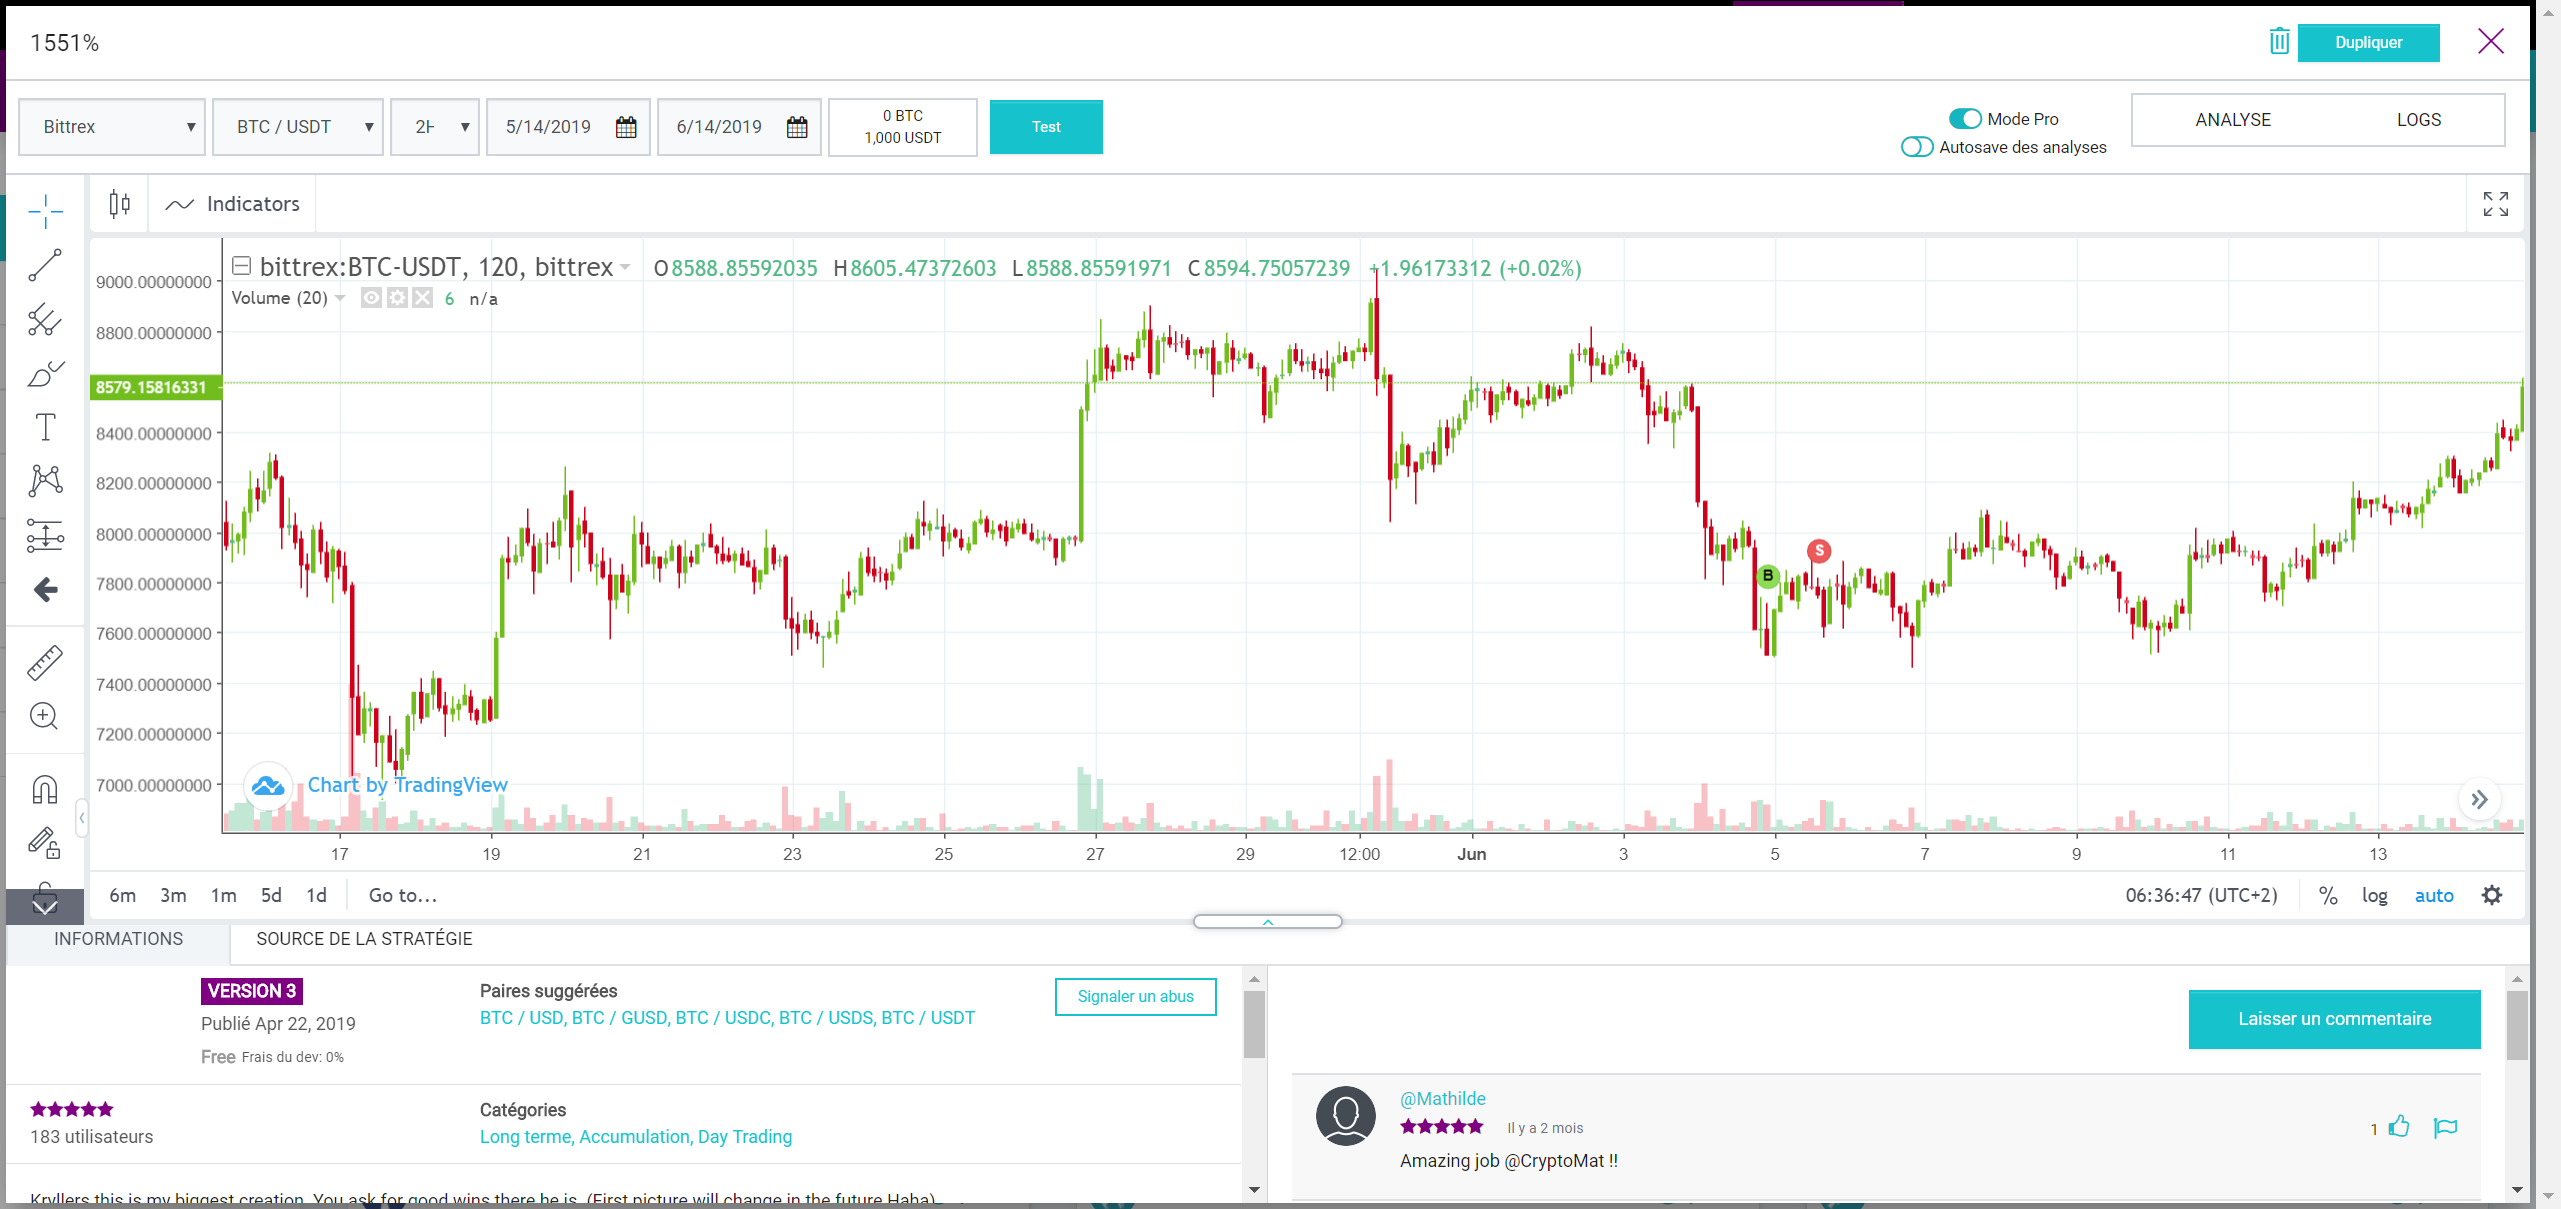 1551%
Dupliquer
Bittrex
BTC / USDT
5/14/2019
6/14/2019
0 BTC
1,000 USDT
Test
Mode Pro
Autosave des analyses
ANALYSE
LOGS
Indicators
bittrex:BTC-USDT, 120, bittrex O8588.85592035 H8605.47372603 L8588.85591971 C8594.75057239 +1.96173312 (+0.02%)
Volume (20) 6 n/a
9000.00000000
8800.00000000
8579.15816331
8400.00000000
8200.00000000
8000.00000000
7800.00000000
7600.00000000
7400.00000000
7200.00000000
7000.00000000
S
B
Chart by TradingView
17 19 21 23 25 27 29 12:00 Jun 3 5 7 9 11 13
6m 3m 1m 5d 1d Go to...
06:36:47 (UTC+2) % log auto
INFORMATIONS
SOURCE DE LA STRATÉGIE
VERSION 3
Publié Apr 22, 2019
Free Frais du dev: 0%
Paires suggérées
BTC / USD, BTC / GUSD, BTC / USDC, BTC / USDS, BTC / USDT
Signaler un abus
183 utilisateurs
Catégories
Long terme, Accumulation, Day Trading
Kryllers this is my biggest creation. You ask for good wins there he is. (First picture will change in the future Haha)
Laisser un commentaire
@Mathilde
Il y a 2 mois
1
Amazing job @CryptoMat !!